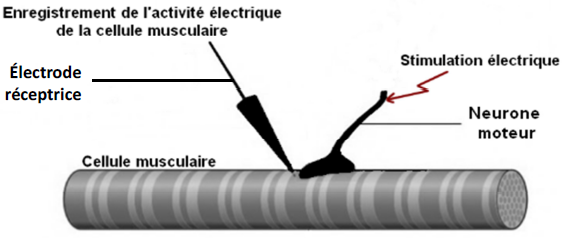 Enregistrement de l'activité électrique
de la cellule musculaire
Électrode
réceptrice
Stimulation électrique
Neurone
moteur
Cellule musculaire